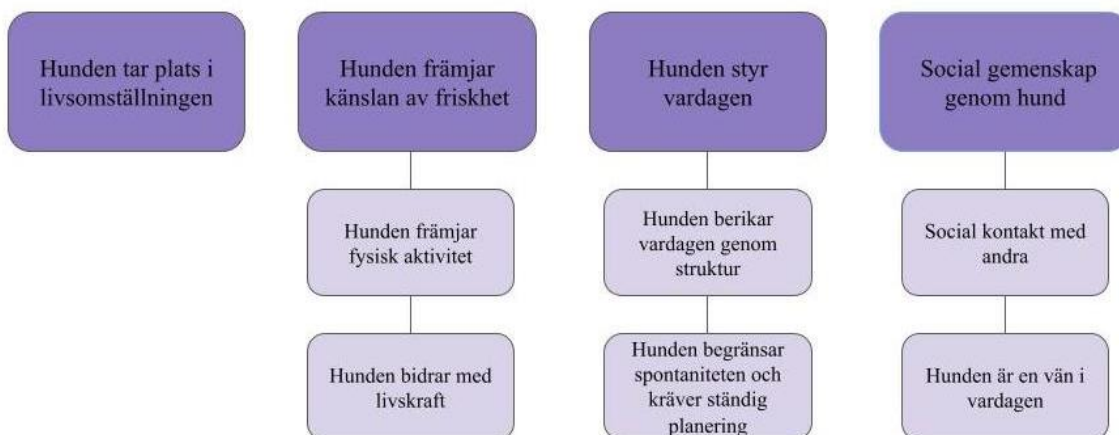 Hunden tar plats i
livsomställningen
Hunden främjar
känslan av friskhet
Hunden styr
vardagen
Social gemenskap
genom hund
Hunden främjar
fysisk aktivitet
Hunden berikar
vardagen genom
struktur
Social kontakt med
andra
Hunden bidrar med
livskraft
Hunden begränsar
spontaniteten och
kräver ständig
planering
Hunden är en vän i
vardagen